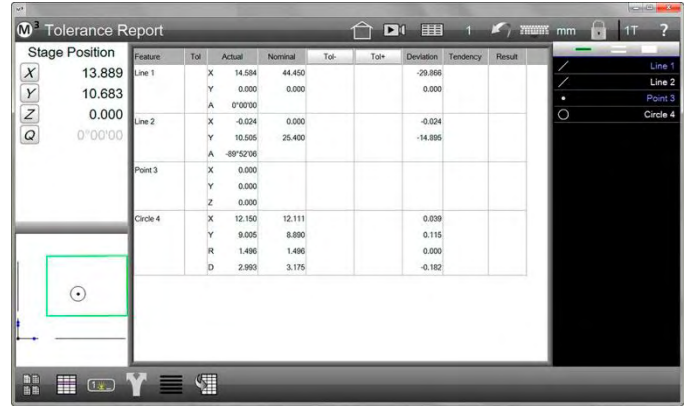 M3 Tolerance Report 1 mm 1T ?
Stage Position
X 13.889
Y 10.683
Z 0.000
Q 0°00'00
Feature Tol Actual Nominal Tol- Tol+ Deviation Tendency Result
Line 1 X 14.584 44.450 -29.866
Y 0.000 0.000 0.000
A 0°00'00
Line 2 X -0.024 0.000 -0.024
Y 10.505 25.400 -14.895
A -89°52'06
Point 3 X 0.000
Y 0.000
Z 0.000
Circle 4 X 12.150 12.111 0.039
Y 9.005 8.890 0.115
R 1.496 1.496 0.000
D 2.993 3.175 -0.182
Line 1
Line 2
Point 3
Circle 4